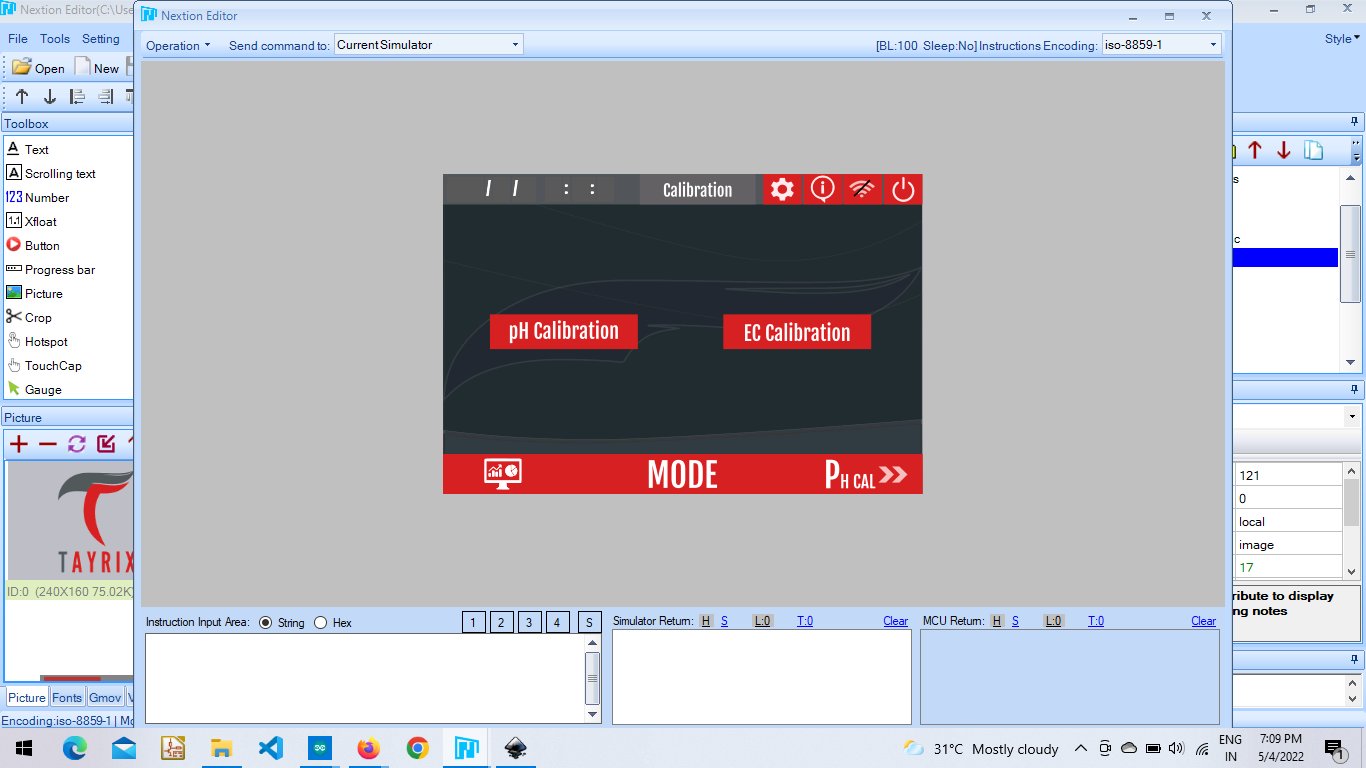 Nextion Editor(C:\Use
Nextion Editor
File Tools Setting
Operation
Send command to: Current Simulator
[BL:100 Sleep:No] Instructions Encoding: iso-8859-1
Style
Open New
Toolbox
Text
Scrolling text
123 Number
1.1 Xfloat
Button
Progress bar
Picture
Crop
Hotspot
TouchCap
Gauge
/ / : : Calibration
pH Calibration
EC Calibration
MODE
PH CAL
Picture
TAYRIX
ID:0 (240X160 75.02K)
Picture Fonts Gmov V
Encoding:iso-8859-1 | Mo
s
c
121
0
local
image
17
ribute to display
ng notes
Instruction Input Area: String Hex 1 2 3 4 S
Simulator Return: H S L:0 T:0 Clear
MCU Return: H S L:0 T:0 Clear
31°C Mostly cloudy
ENG
IN
7:09 PM
5/4/2022
1